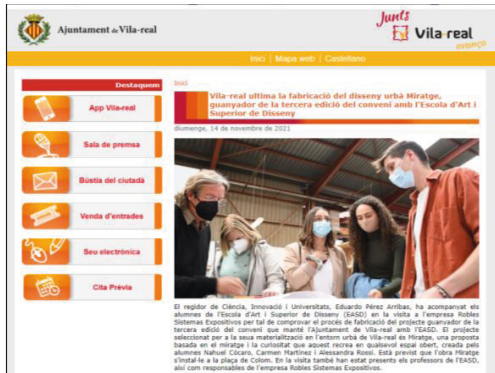 Ajuntament de Vila-real
Junts
Vila-real
avança
Inici | Mapa web | Castellano
Destaquem
App Vila-real
Sala de premsa
Bústia del ciutadà
Venda d'entrades
Seu electrònica
Cita Prèvia
Inici
Vila-real ultima la fabricació del disseny urbà Miratge,
guanyador de la tercera edició del conveni amb l'Escola d'Art i
Superior de Disseny
diumenge, 14 de novembre de 2021
El regidor de Ciència, Innovació i Universitats, Eduardo Pérez Arribas, ha acompanyat els
alumnes de l'Escola d'Art i Superior de Disseny (EASD) en la visita a l'empresa Robles
Sistemas Expositivos per tal de comprovar el procés de fabricació del projecte guanyador de la
tercera edició del conveni que manté l'Ajuntament de Vila-real amb l'EASD. El projecte
seleccionat per a la seua materialització en l'entorn urbà de Vila-real és Miratge, una proposta
basada en el miratge i la curiositat que aquest recrea en qualsevol espai obert, creada pels
alumnes Nahuel Cócaro, Carmen Martínez i Alessandra Rossi. Està previst que l'obra Miratge
s'instal·le a la plaça de Colom. En la visita també han estat presents els professors de l'EASD,
així com responsables de l'empresa Robles Sistemas Expositivos.